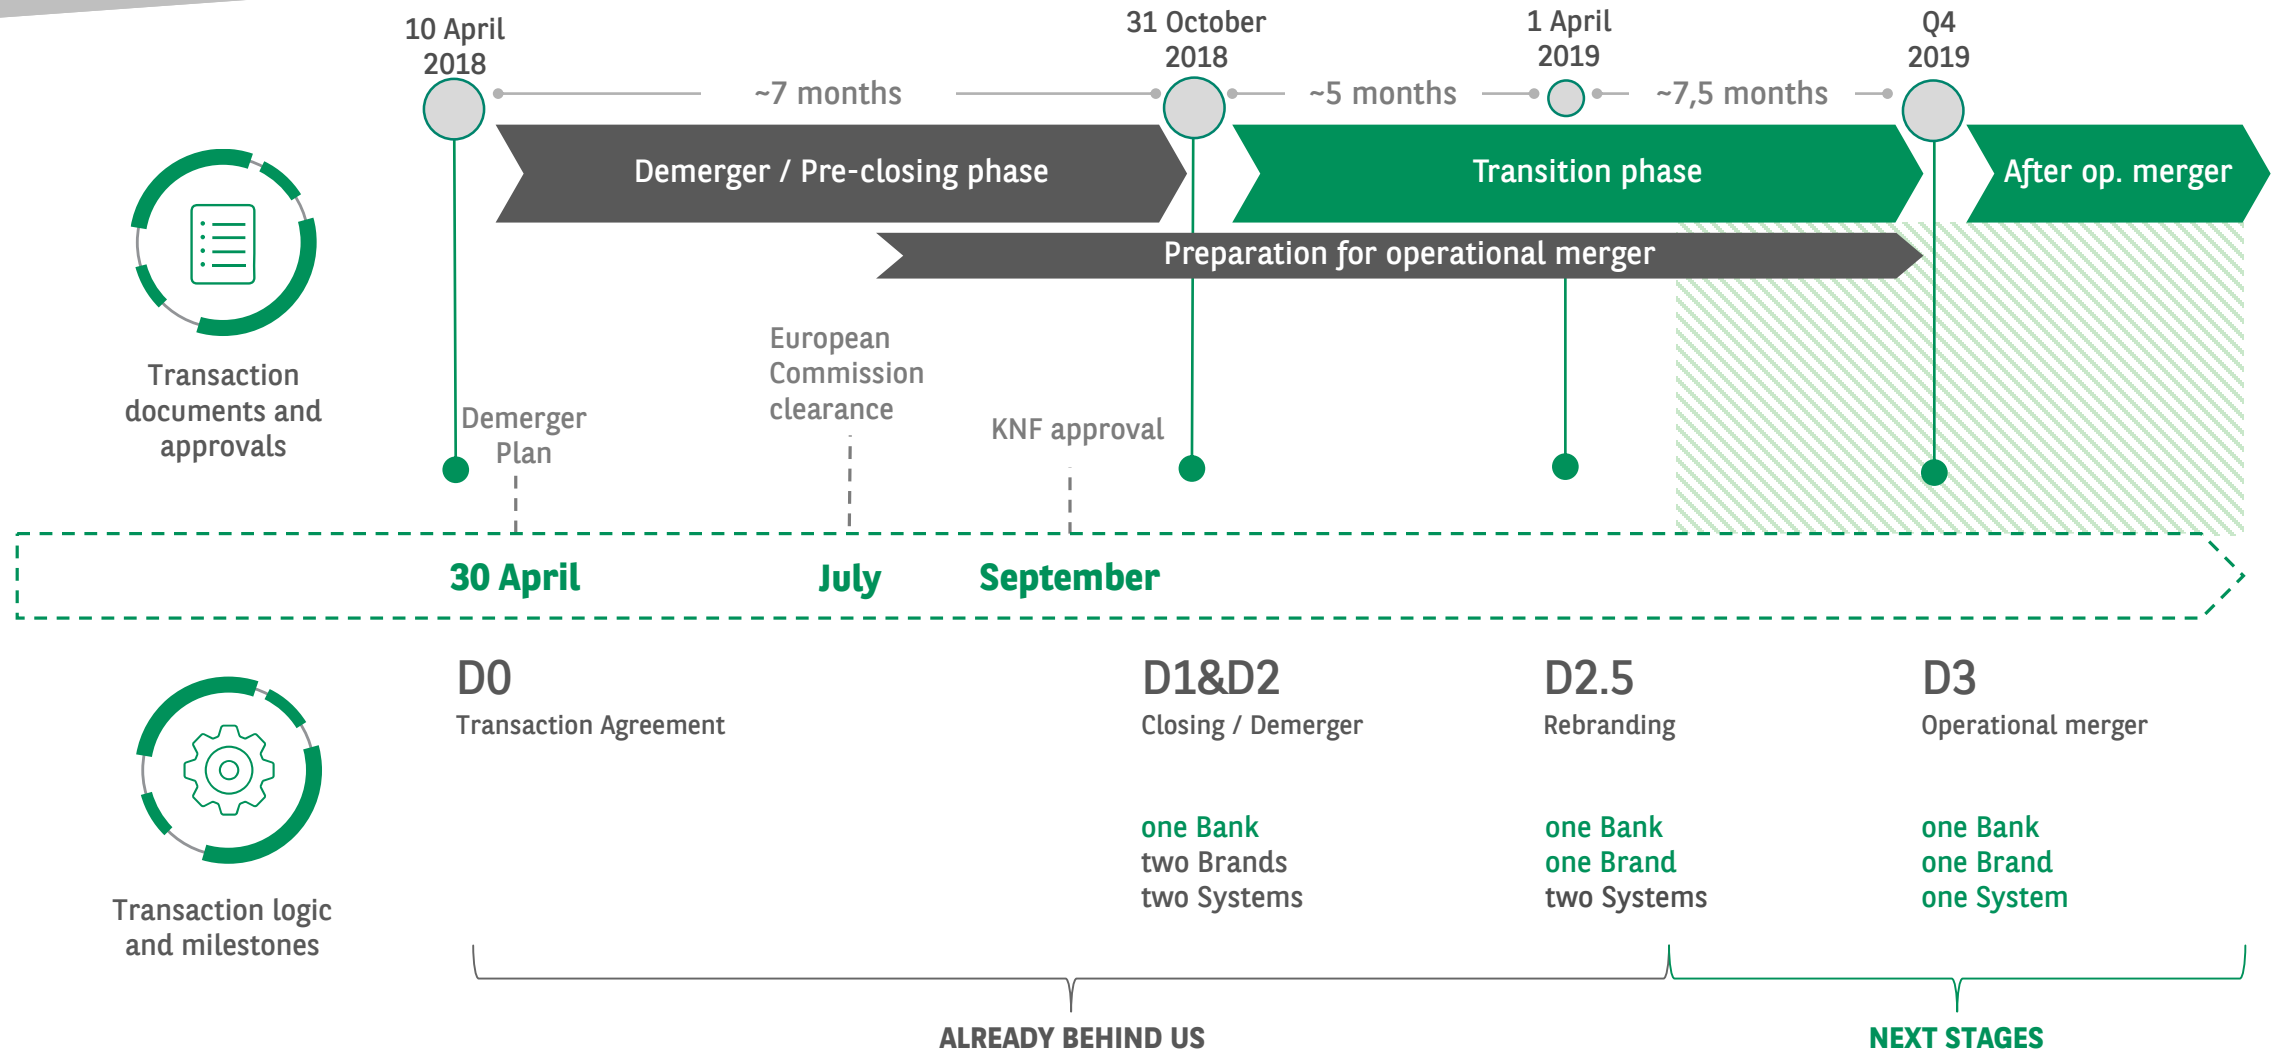 10 April
2018
31 October
2018
1 April
2019
Q4
2019
~7 months
~5 months
~7,5 months
Demerger / Pre-closing phase
Transition phase
After op. merger
Preparation for operational merger
Transaction
documents and
approvals
Demerger
Plan
European
Commission
clearance
KNF approval
30 April
July
September
Transaction logic
and milestones
D0
Transaction Agreement
D1&D2
Closing / Demerger
one Bank
two Brands
two Systems
D2.5
Rebranding
one Bank
one Brand
two Systems
D3
Operational merger
one Bank
one Brand
one System
ALREADY BEHIND US
NEXT STAGES